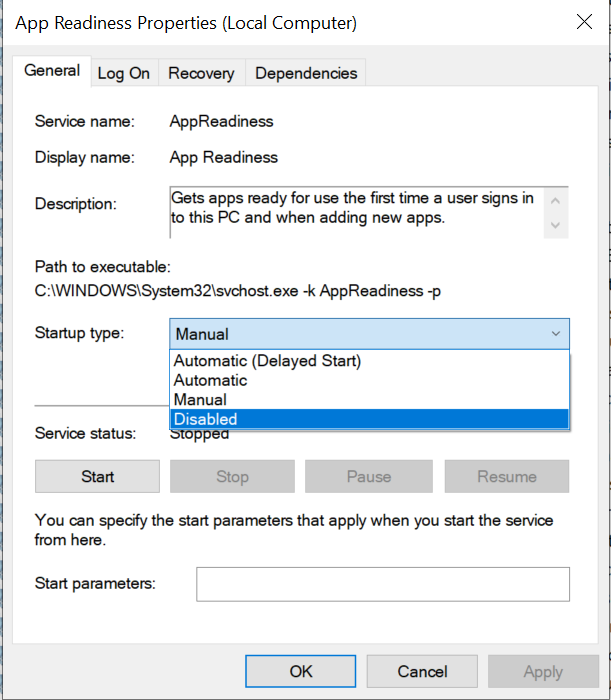 App Readiness Properties (Local Computer)
General Log On Recovery Dependencies
Service name: AppReadiness
Display name: App Readiness
Description: Gets apps ready for use the first time a user signs in
to this PC and when adding new apps.
Path to executable:
C:\WINDOWS\System32\svchost.exe -k AppReadiness -p
Startup type: Manual
Automatic (Delayed Start)
Automatic
Manual
Disabled
Service status: Stopped
Start Stop Pause Resume
You can specify the start parameters that apply when you start the service
from here.
Start parameters:
OK Cancel Apply